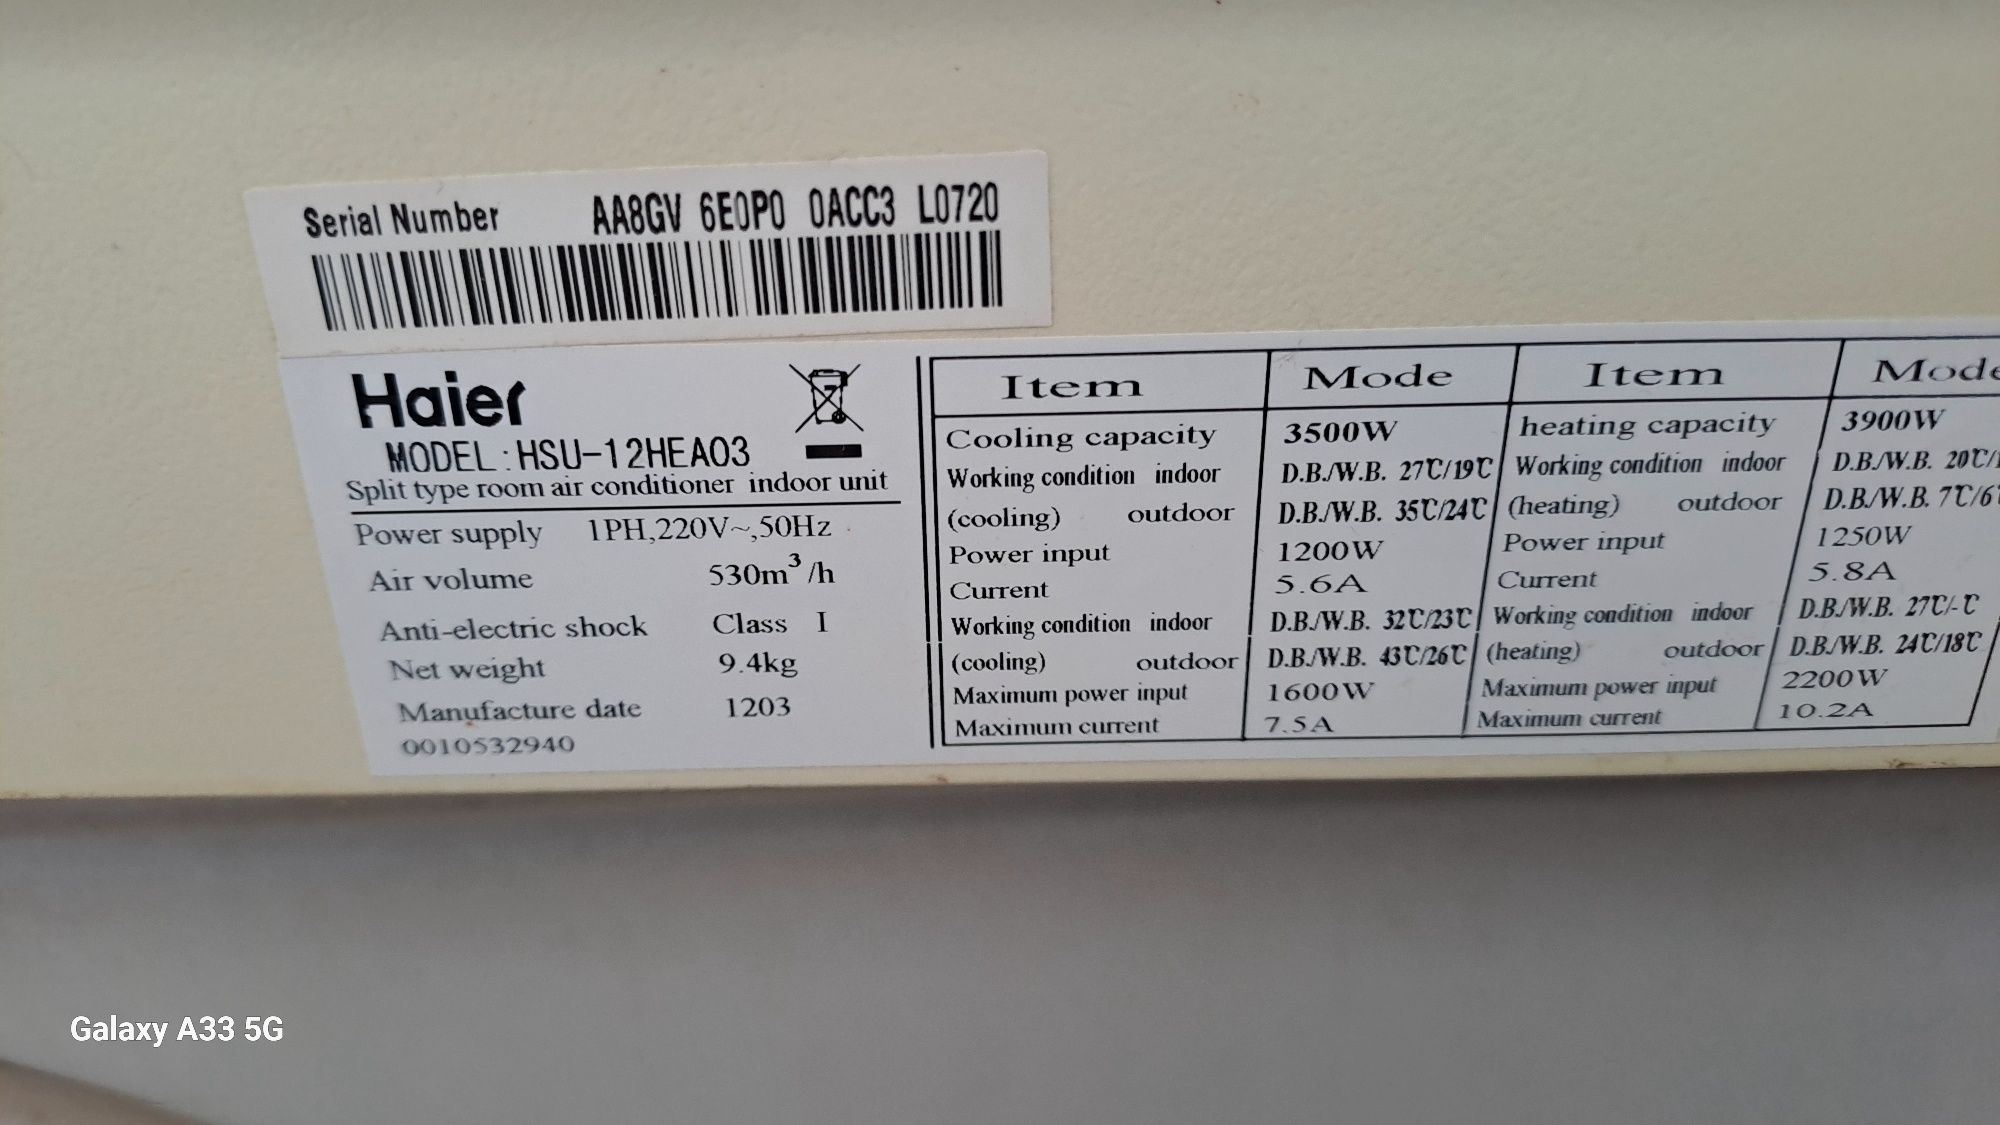 Serial Number AA8GV 6E0P0 0ACC3 L0720
Haier
MODEL:HSU-12HEA03
Split type room air conditioner indoor unit
Power supply 1PH,220V~,50Hz
Air volume 530m³/h
Anti-electric shock Class I
Net weight 9.4kg
Manufacture date 1203
0010532940
Item Mode Item Mode
Cooling capacity 3500W heating capacity 3900W
Working condition indoor D.B./W.B. 27℃/19℃ Working condition indoor D.B./W.B. 20℃/
(cooling) outdoor D.B./W.B. 35℃/24℃ (heating) outdoor D.B./W.B. 7℃/6
Power input 1200W Power input 1250W
Current 5.6A Current 5.8A
Working condition indoor D.B./W.B. 32℃/23℃ Working condition indoor D.B./W.B. 27℃/-℃
(cooling) outdoor D.B./W.B. 43℃/26℃ (heating) outdoor D.B./W.B. 24℃/18℃
Maximum power input 1600W Maximum power input 2200W
Maximum current 7.5A Maximum current 10.2A
Galaxy A33 5G